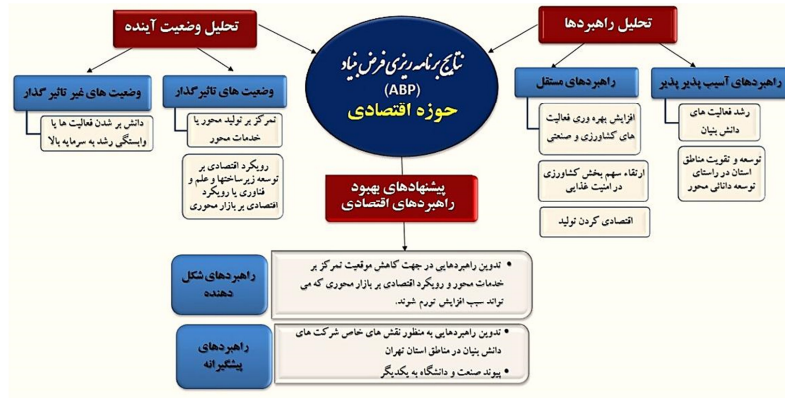 نتایج برنامه ریزی فرض بنیاد
(ABP)
حوزه اقتصادی
تحلیل راهبردها
راهبردهای آسیب پذیر پذیر
رشد فعالیت های
دانش بنیان
توسعه و تقویت مناطق
استان در راستای
توسعه دانائی محور
راهبردهای مستقل
افزایش بهره وری فعالیت
های کشاورزی و صنعتی
ارتقاء سهم بخش کشاورزی
در امنیت غذایی
اقتصادی کردن تولید
تحلیل وضعیت آینده
وضعیت های تاثیر گذار
تمرکز بر تولید محور یا
خدمات محور
رویکرد اقتصادی بر
توسعه زیرساختها و علم و
فناوری یا رویکرد
اقتصادی بر بازار محوری
وضعیت های غیر تاثیر گذار
دانش بر شدن فعالیت ها یا
وابستگی رشد به سرمایه بالا
پیشنهادهای بهبود
راهبردهای اقتصادی
راهبردهای شکل
دهنده
• تدوین راهبردهایی در جهت کاهش موقعیت تمرکز بر
خدمات محور و رویکرد اقتصادی بر بازار محوری که می
تواند سبب افزایش تورم شوند.
راهبردهای
پیشگیرانه
• تدوین راهبردهایی به منظور نقش های خاص شرکت های
دانش بنیان در مناطق استان تهران
• پیوند صنعت و دانشگاه به یکدیگر